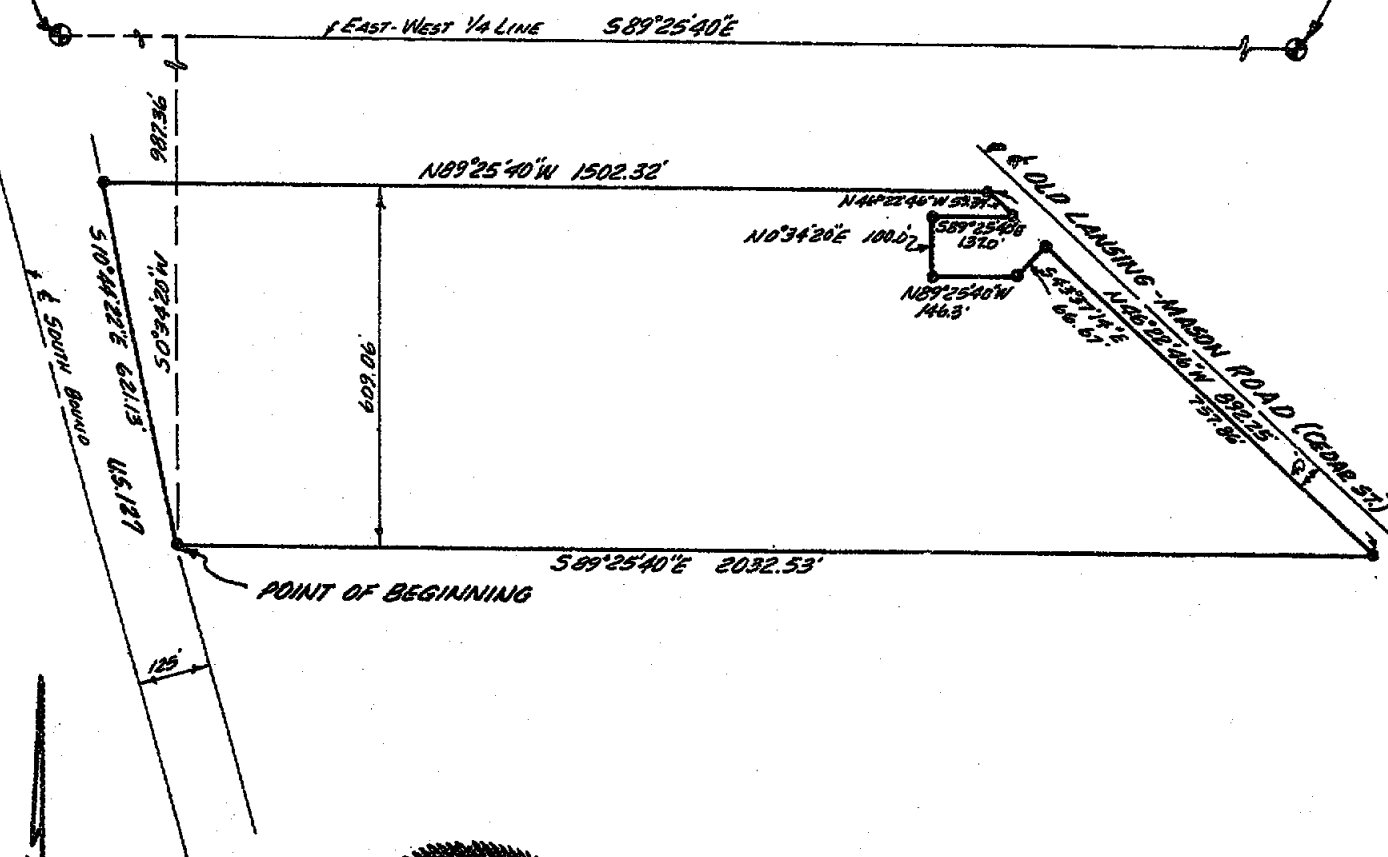 EAST-WEST 1/4 LINE S89°25'40"E
987.36'
N89°25'40"W 1502.32'
OLD LANSING-MASON ROAD (CEDAR ST.)
N46°22'46"W
S89°25'40"E
137.0'
N0°34'20"E 100.0'
N89°25'40"W
146.3'
S43°37'14"E
66.67'
N46°22'46"W 892.25'
757.86'
S10°44'22"E 621.13'
S0°34'20"W
609.06'
℄ SOUTH BOUND
U.S.127
S89°25'40"E 2032.53'
POINT OF BEGINNING
125'